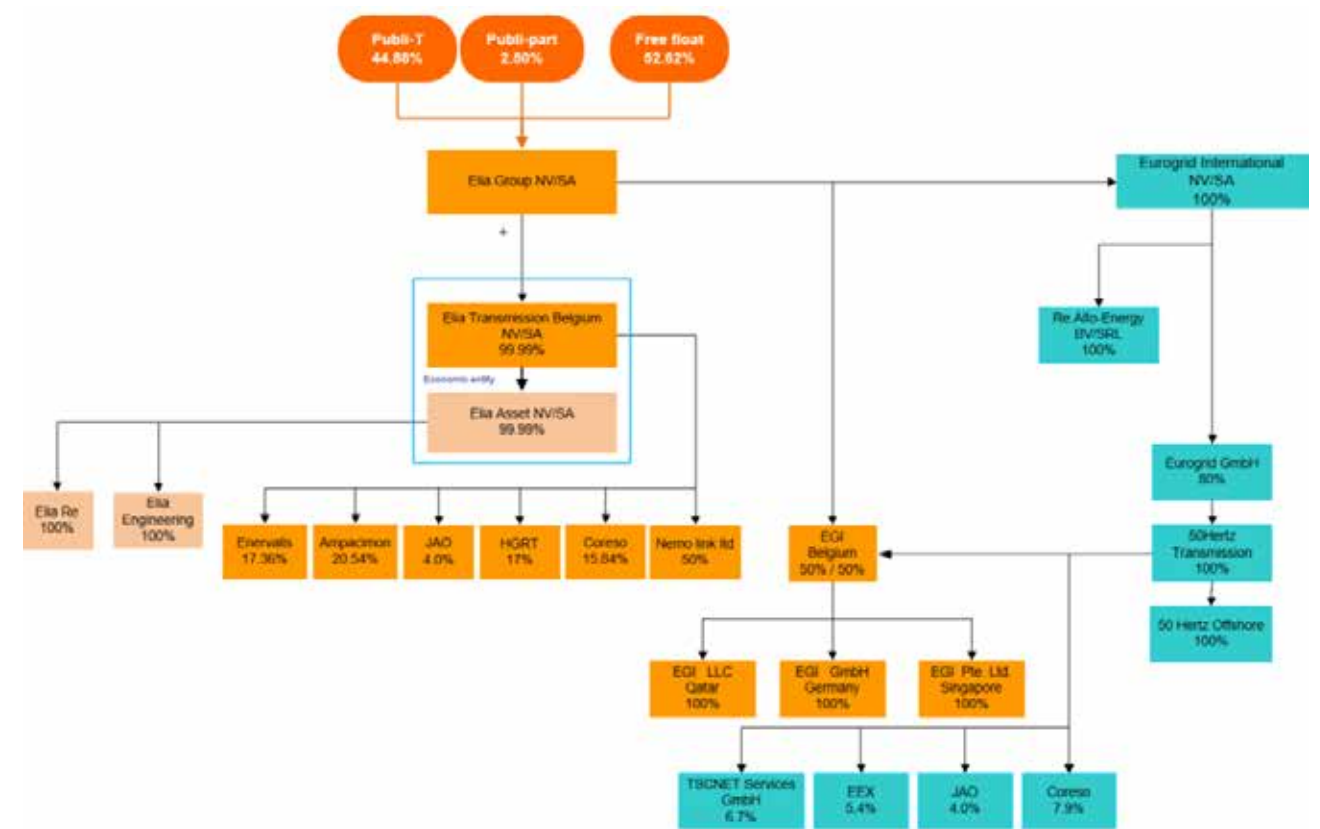 Publi-T
44.88%
Publi-part
2.80%
Free float
52.62%
Elia Group NV/SA
Eurogrid International
NV/SA
100%
+
Elia Transmission Belgium
NV/SA
99.99%
Economic entity
Elia Asset NV/SA
99.99%
Re.Alto-Energy
BV/SRL
100%
Eurogrid GmbH
80%
Elia Re
100%
Elia
Engineering
100%
Enervalis
17.36%
Ampacimon
20.54%
JAO
4.0%
HGRT
17%
Coreso
15.84%
Nemo link ltd
50%
EGI
Belgium
50% / 50%
50Hertz
Transmission
100%
50 Hertz Offshore
100%
EGI LLC
Qatar
100%
EGI GmbH
Germany
100%
EGI Pte Ltd
Singapore
100%
TSCNET Services
GmbH
6.7%
EEX
5.4%
JAO
4.0%
Coreso
7.9%